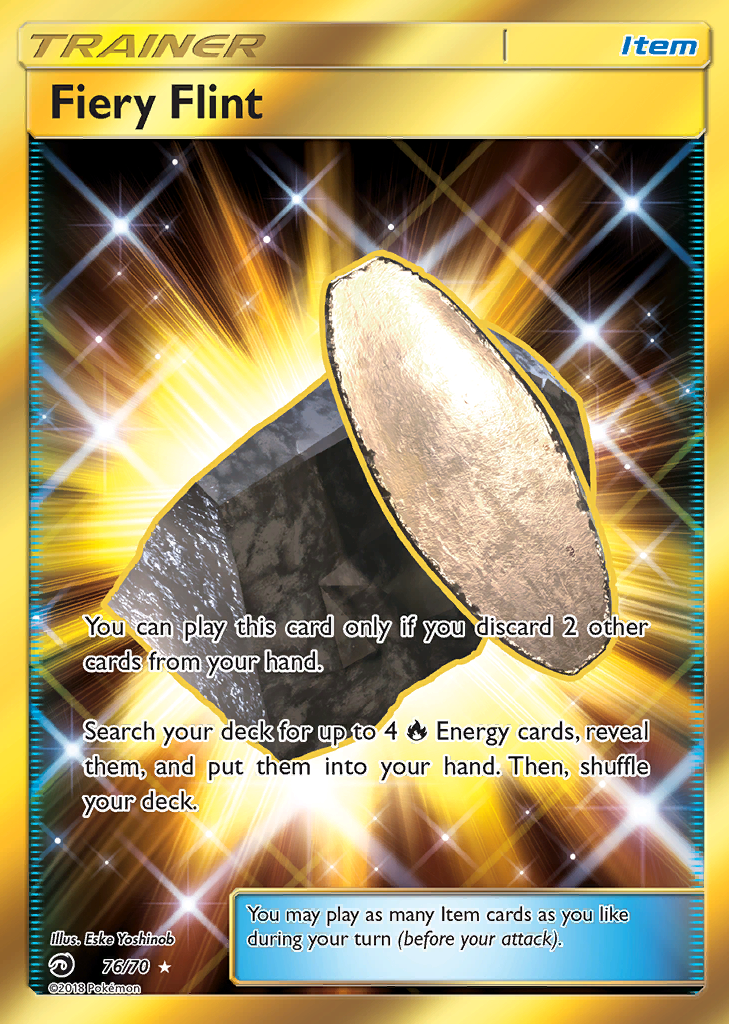 TRAINER
Item
Fiery Flint
You can play this card only if you discard 2 other
cards from your hand.
Search your deck for up to 4 Energy cards, reveal
them, and put them into your hand. Then, shuffle
your deck.
You may play as many Item cards as you like
during your turn (before your attack).
Illus. Eske Yoshinob
76/70
©2018 Pokémon